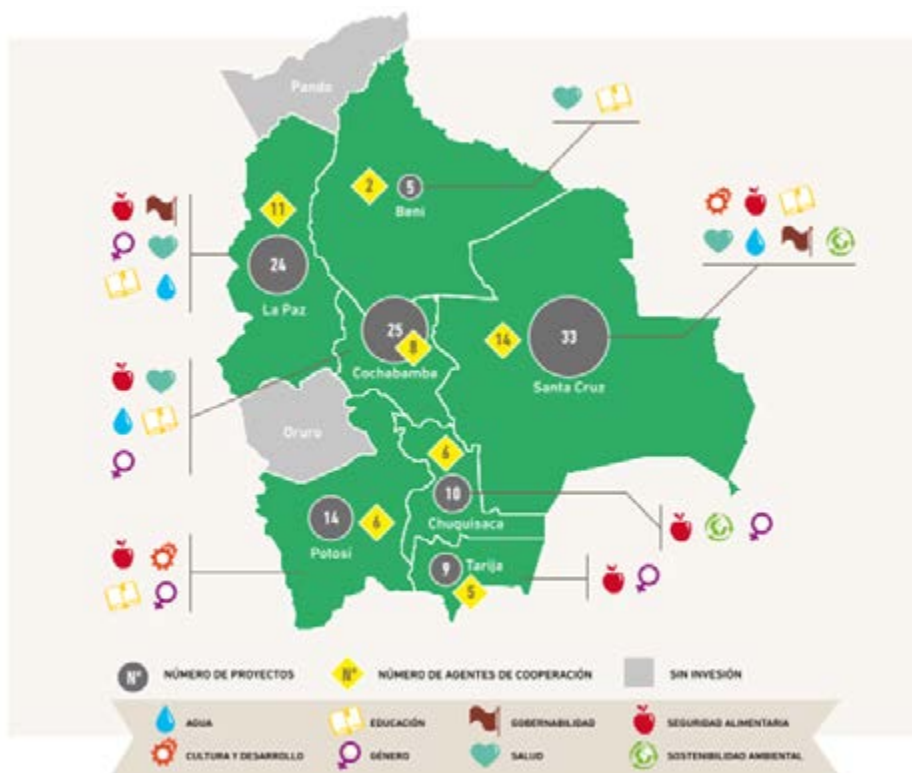 Pando
2
5
Beni
11
24
La Paz
25
8
Cochabamba
14
33
Santa Cruz
Oruro
6
10
Chuquisaca
14
6
Potosí
9
Tarija
5
Nº NÚMERO DE PROYECTOS Nº NÚMERO DE AGENTES DE COOPERACIÓN SIN INVESIÓN
AGUA EDUCACIÓN GOBERNABILIDAD SEGURIDAD ALIMENTARIA
CULTURA Y DESARROLLO GÉNERO SALUD SOSTENIBILIDAD AMBIENTAL